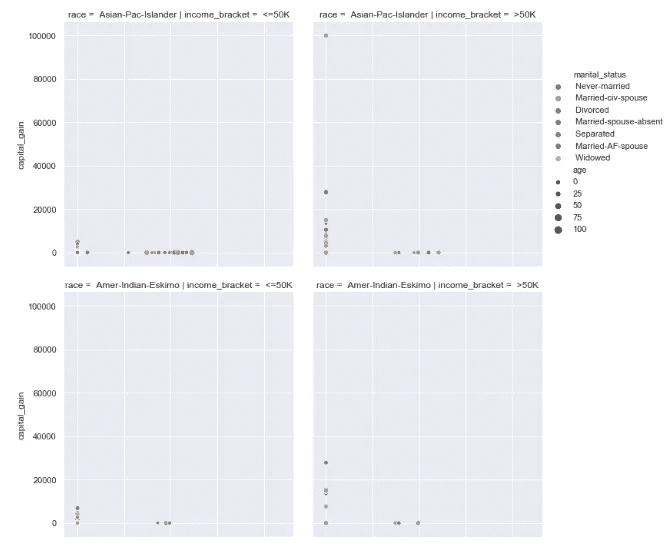 race = Asian-Pac-Islander | income_bracket = <=50K
race = Asian-Pac-Islander | income_bracket = >50K
100000
80000
60000
40000
20000
0
capital_gain
marital_status
Never-married
Married-civ-spouse
Divorced
Married-spouse-absent
Separated
Married-AF-spouse
Widowed
age
0
25
50
75
100
race = Amer-Indian-Eskimo | income_bracket = <=50K
race = Amer-Indian-Eskimo | income_bracket = >50K
100000
80000
60000
40000
20000
0
capital_gain